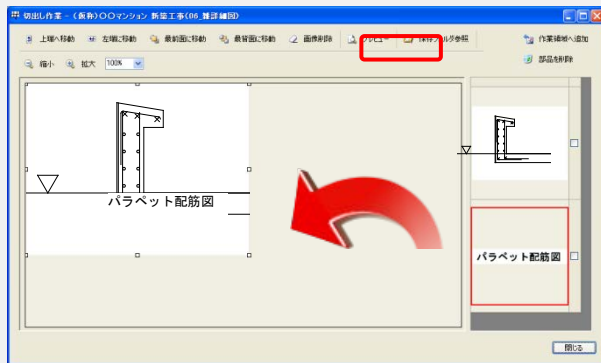 切出し作業 - (仮称)〇〇マンション 新築工事(06_雑詳細図)
上端へ移動 左端に移動 最前面に移動 最背面に移動 画像削除 プレビュー 保存フォルダ参照 作業領域へ追加
縮小 拡大 100% 部品を削除
パラペット配筋図
パラペット配筋図
閉じる